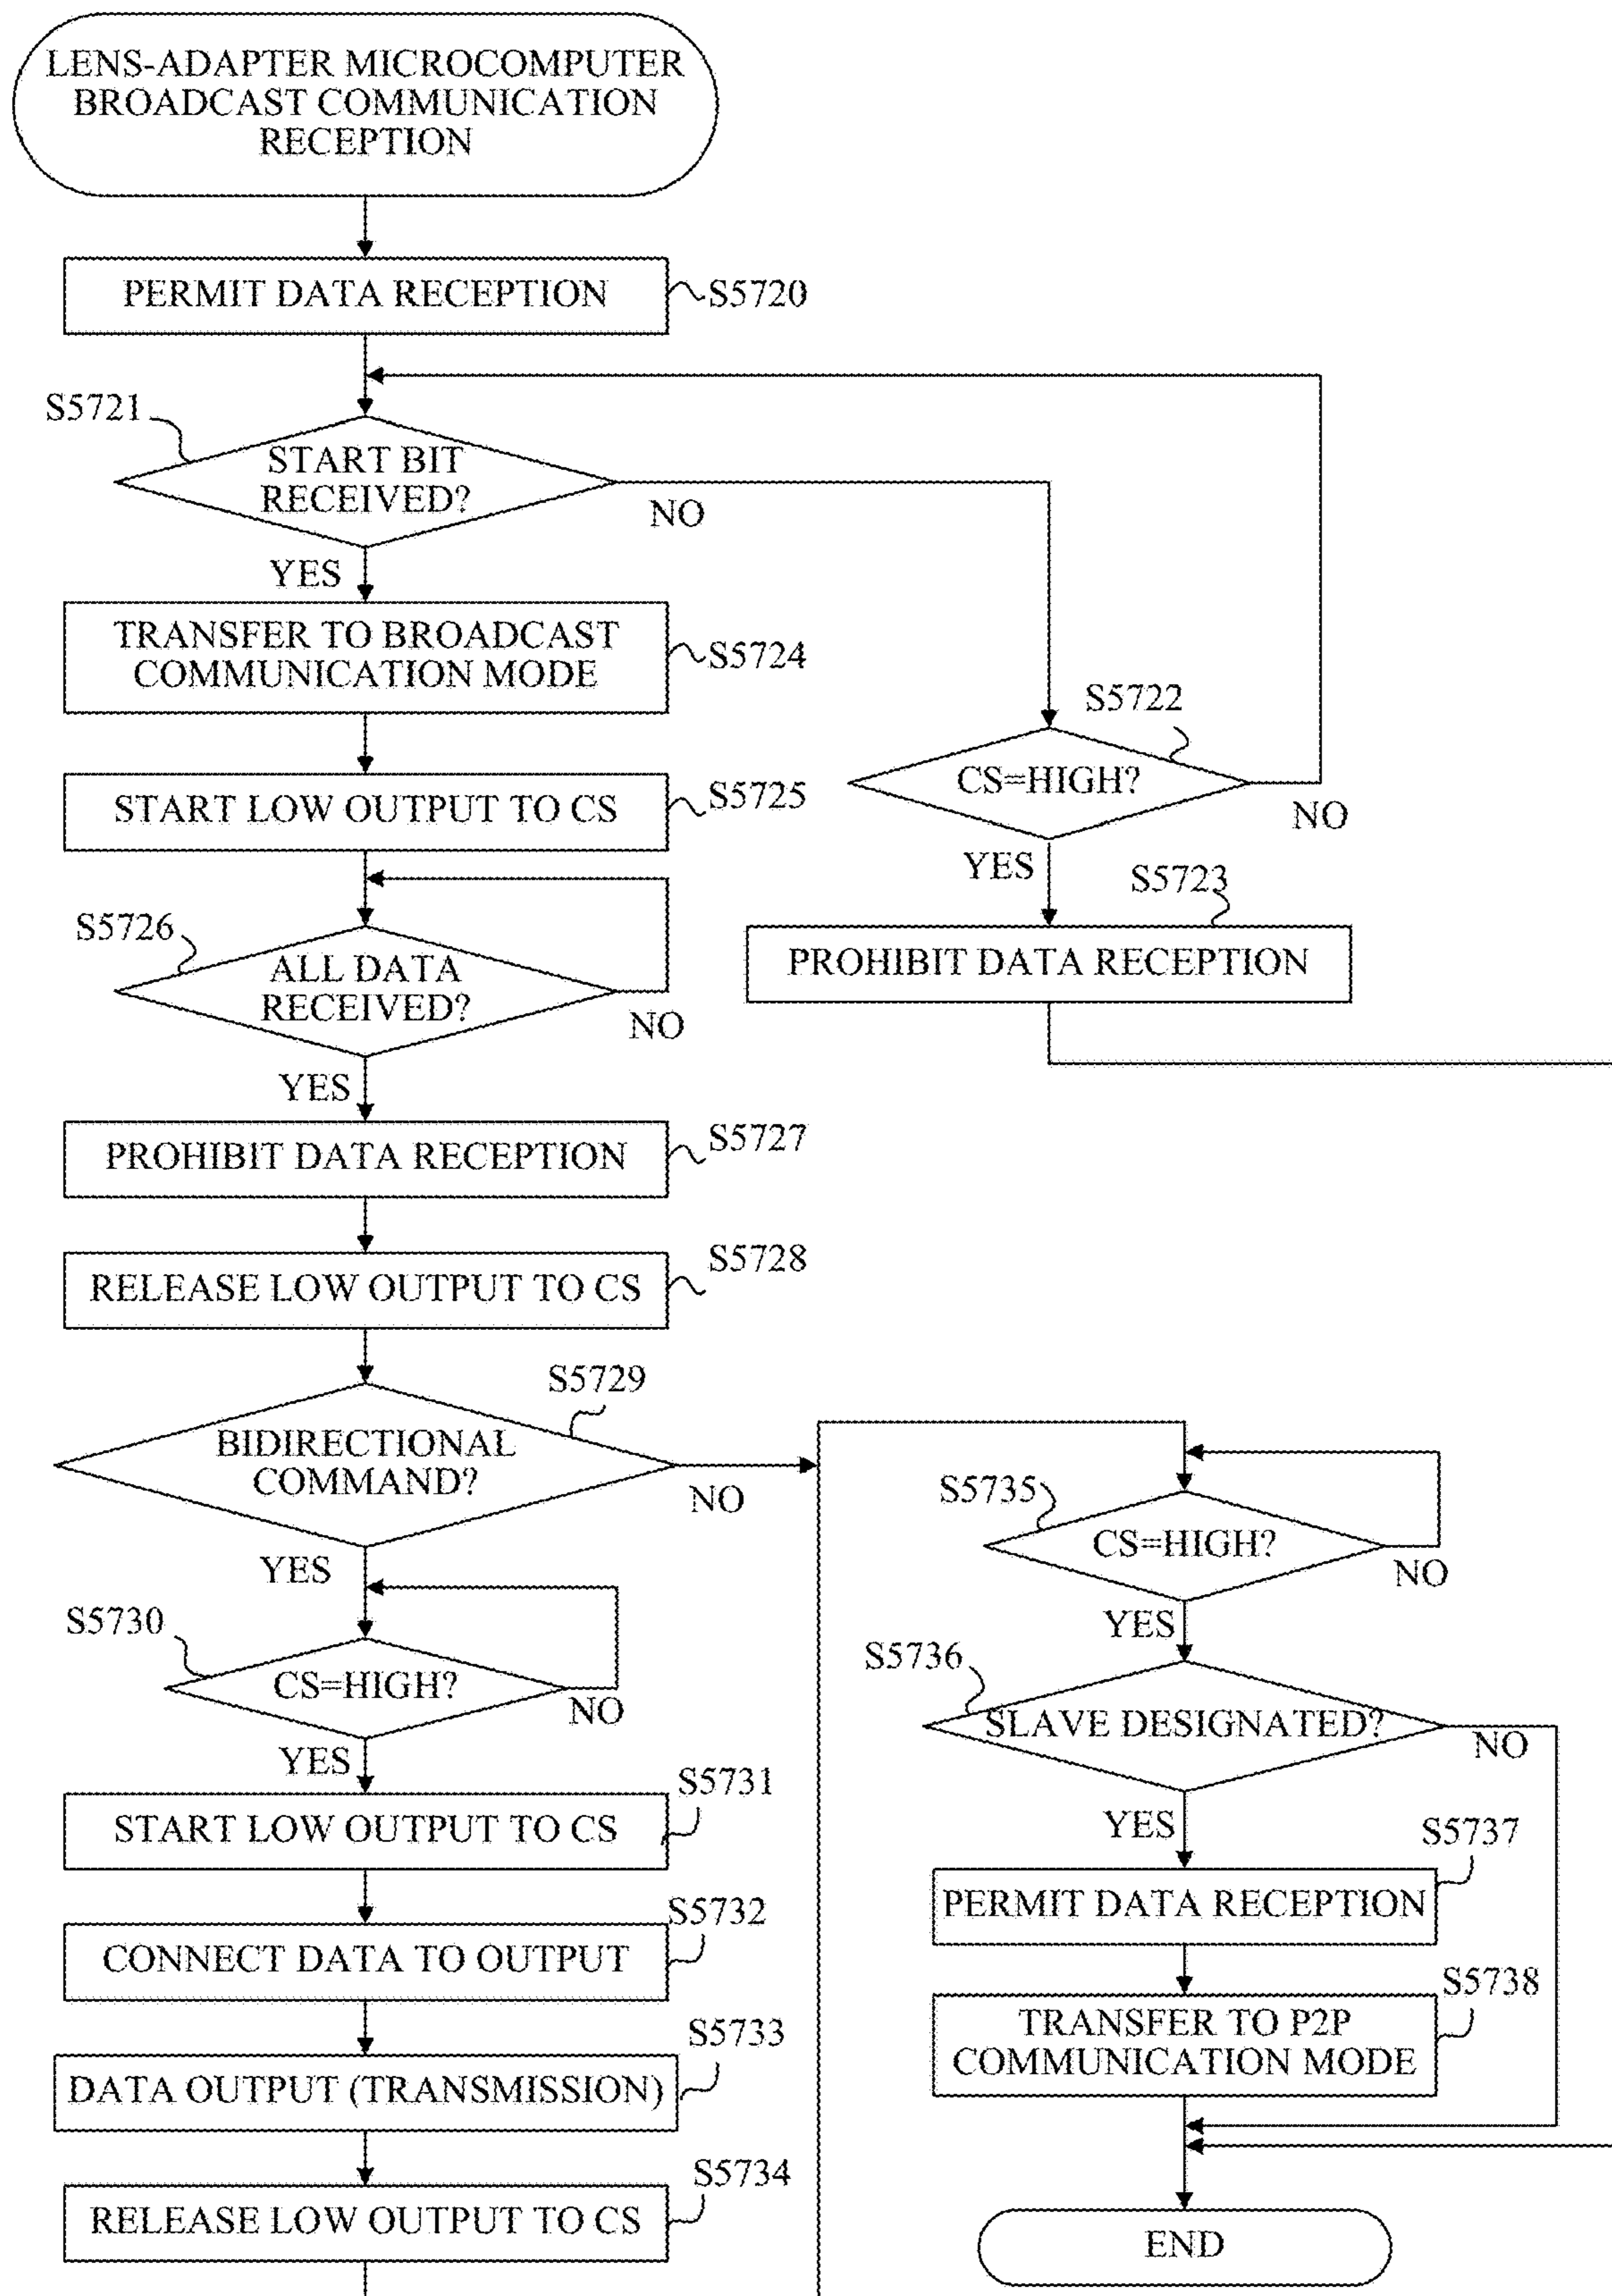 LENS-ADAPTER MICROCOMPUTER
BROADCAST COMMUNICATION
RECEPTION
PERMIT DATA RECEPTION
S5720
S5721
START BIT
RECEIVED?
NO
YES
TRANSFER TO BROADCAST
COMMUNICATION MODE
S5724
S5722
CS=HIGH?
NO
YES
START LOW OUTPUT TO CS
S5725
S5723
PROHIBIT DATA RECEPTION
S5726
ALL DATA
RECEIVED?
NO
YES
PROHIBIT DATA RECEPTION
S5727
RELEASE LOW OUTPUT TO CS
S5728
S5729
BIDIRECTIONAL
COMMAND?
NO
YES
S5730
CS=HIGH?
NO
YES
S5731
START LOW OUTPUT TO CS
S5732
CONNECT DATA TO OUTPUT
S5733
DATA OUTPUT (TRANSMISSION)
S5734
RELEASE LOW OUTPUT TO CS
S5735
CS=HIGH?
NO
YES
S5736
SLAVE DESIGNATED?
NO
YES
S5737
PERMIT DATA RECEPTION
S5738
TRANSFER TO P2P
COMMUNICATION MODE
END